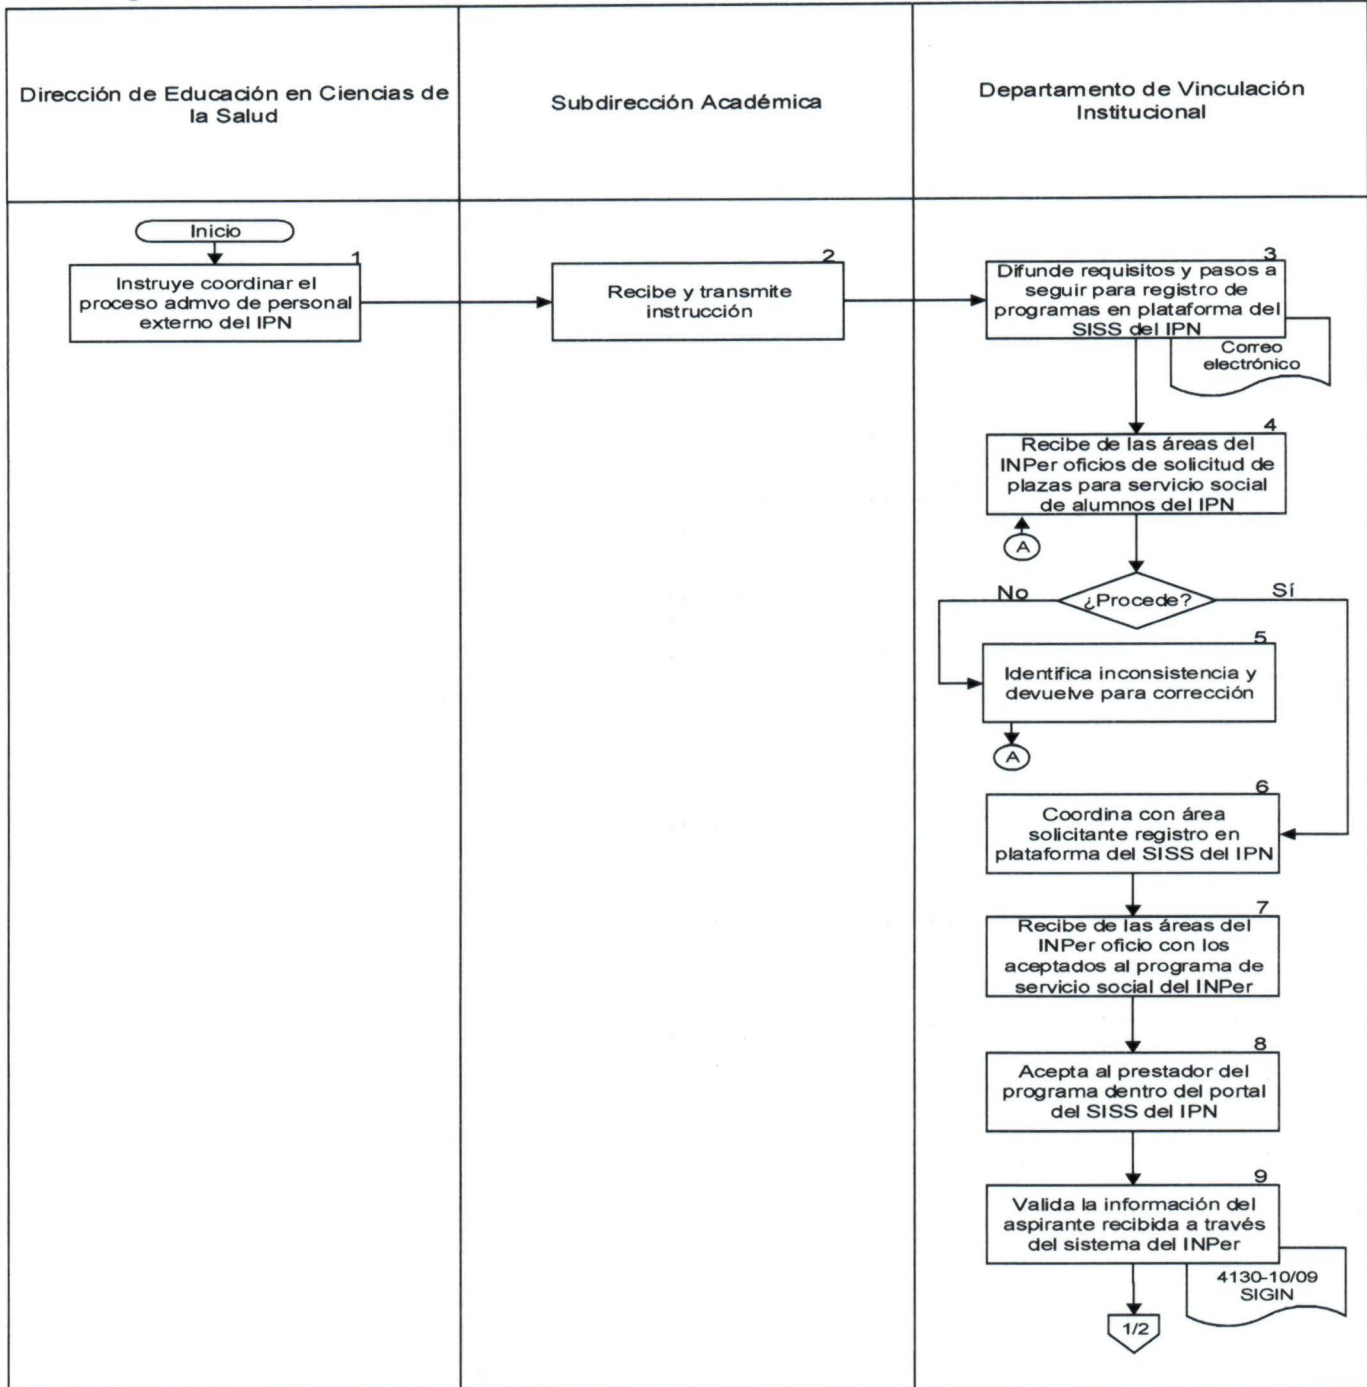 Dirección de Educación en Ciencias de
la Salud
Subdirección Académica
Departamento de Vinculación
Institucional
Inicio
1
Instruye coordinar el
proceso admvo de personal
externo del IPN
2
Recibe y transmite
instrucción
3
Difunde requisitos y pasos a
seguir para registro de
programas en plataforma del
SISS del IPN
Correo
electrónico
4
Recibe de las áreas del
INPer oficios de solicitud de
plazas para servicio social
de alumnos del IPN
A
No
¿Procede?
Sí
5
Identifica inconsistencia y
devuelve para corrección
A
6
Coordina con área
solicitante registro en
plataforma del SISS del IPN
7
Recibe de las áreas del
INPer oficio con los
aceptados al programa de
servicio social del INPer
8
Acepta al prestador del
programa dentro del portal
del SISS del IPN
9
Valida la información del
aspirante recibida a través
del sistema del INPer
4130-10/09
SIGIN
1/2